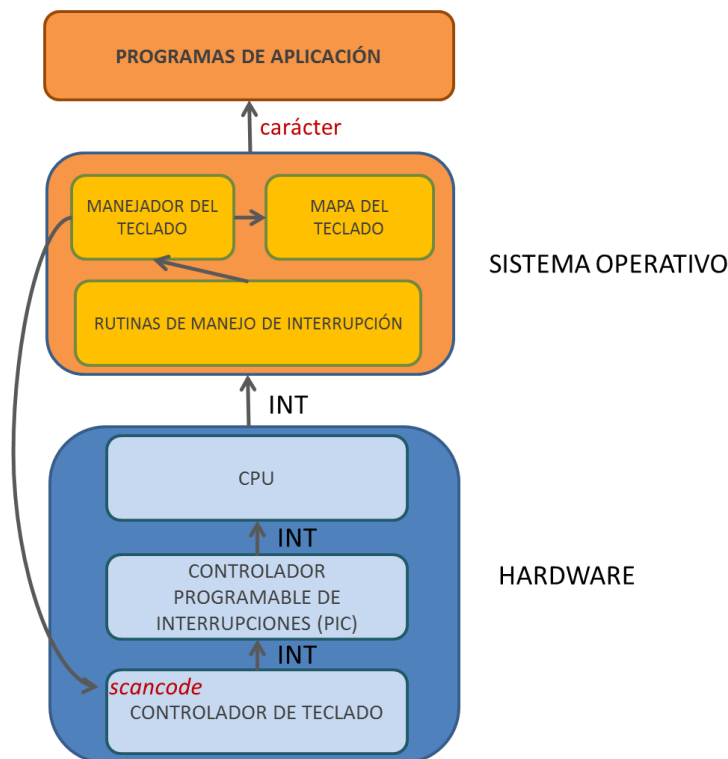 PROGRAMAS DE APLICACIÓN
carácter
MANEJADOR DEL
TECLADO
MAPA DEL
TECLADO
SISTEMA OPERATIVO
RUTINAS DE MANEJO DE INTERRUPCIÓN
INT
CPU
INT
CONTROLADOR
PROGRAMABLE DE
INTERRUPCIONES (PIC)
HARDWARE
INT
scancode
CONTROLADOR DE TECLADO